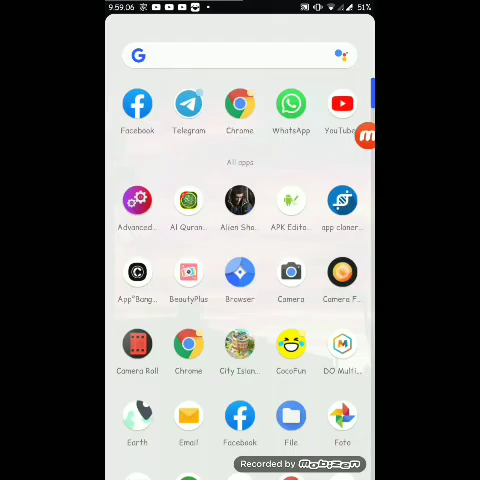 9.59.06 51%
G
Facebook Telegram Chrome WhatsApp YouTube
All apps
Advanced.. Al Quran.. Alien Sha.. APK Edito.. app cloner..
App"Bang.. BeautyPlus Browser Camera Camera F..
Camera Roll Chrome City Islan.. CocoFun DO Multi..
Earth Email Facebook File Foto
Recorded by mobizen